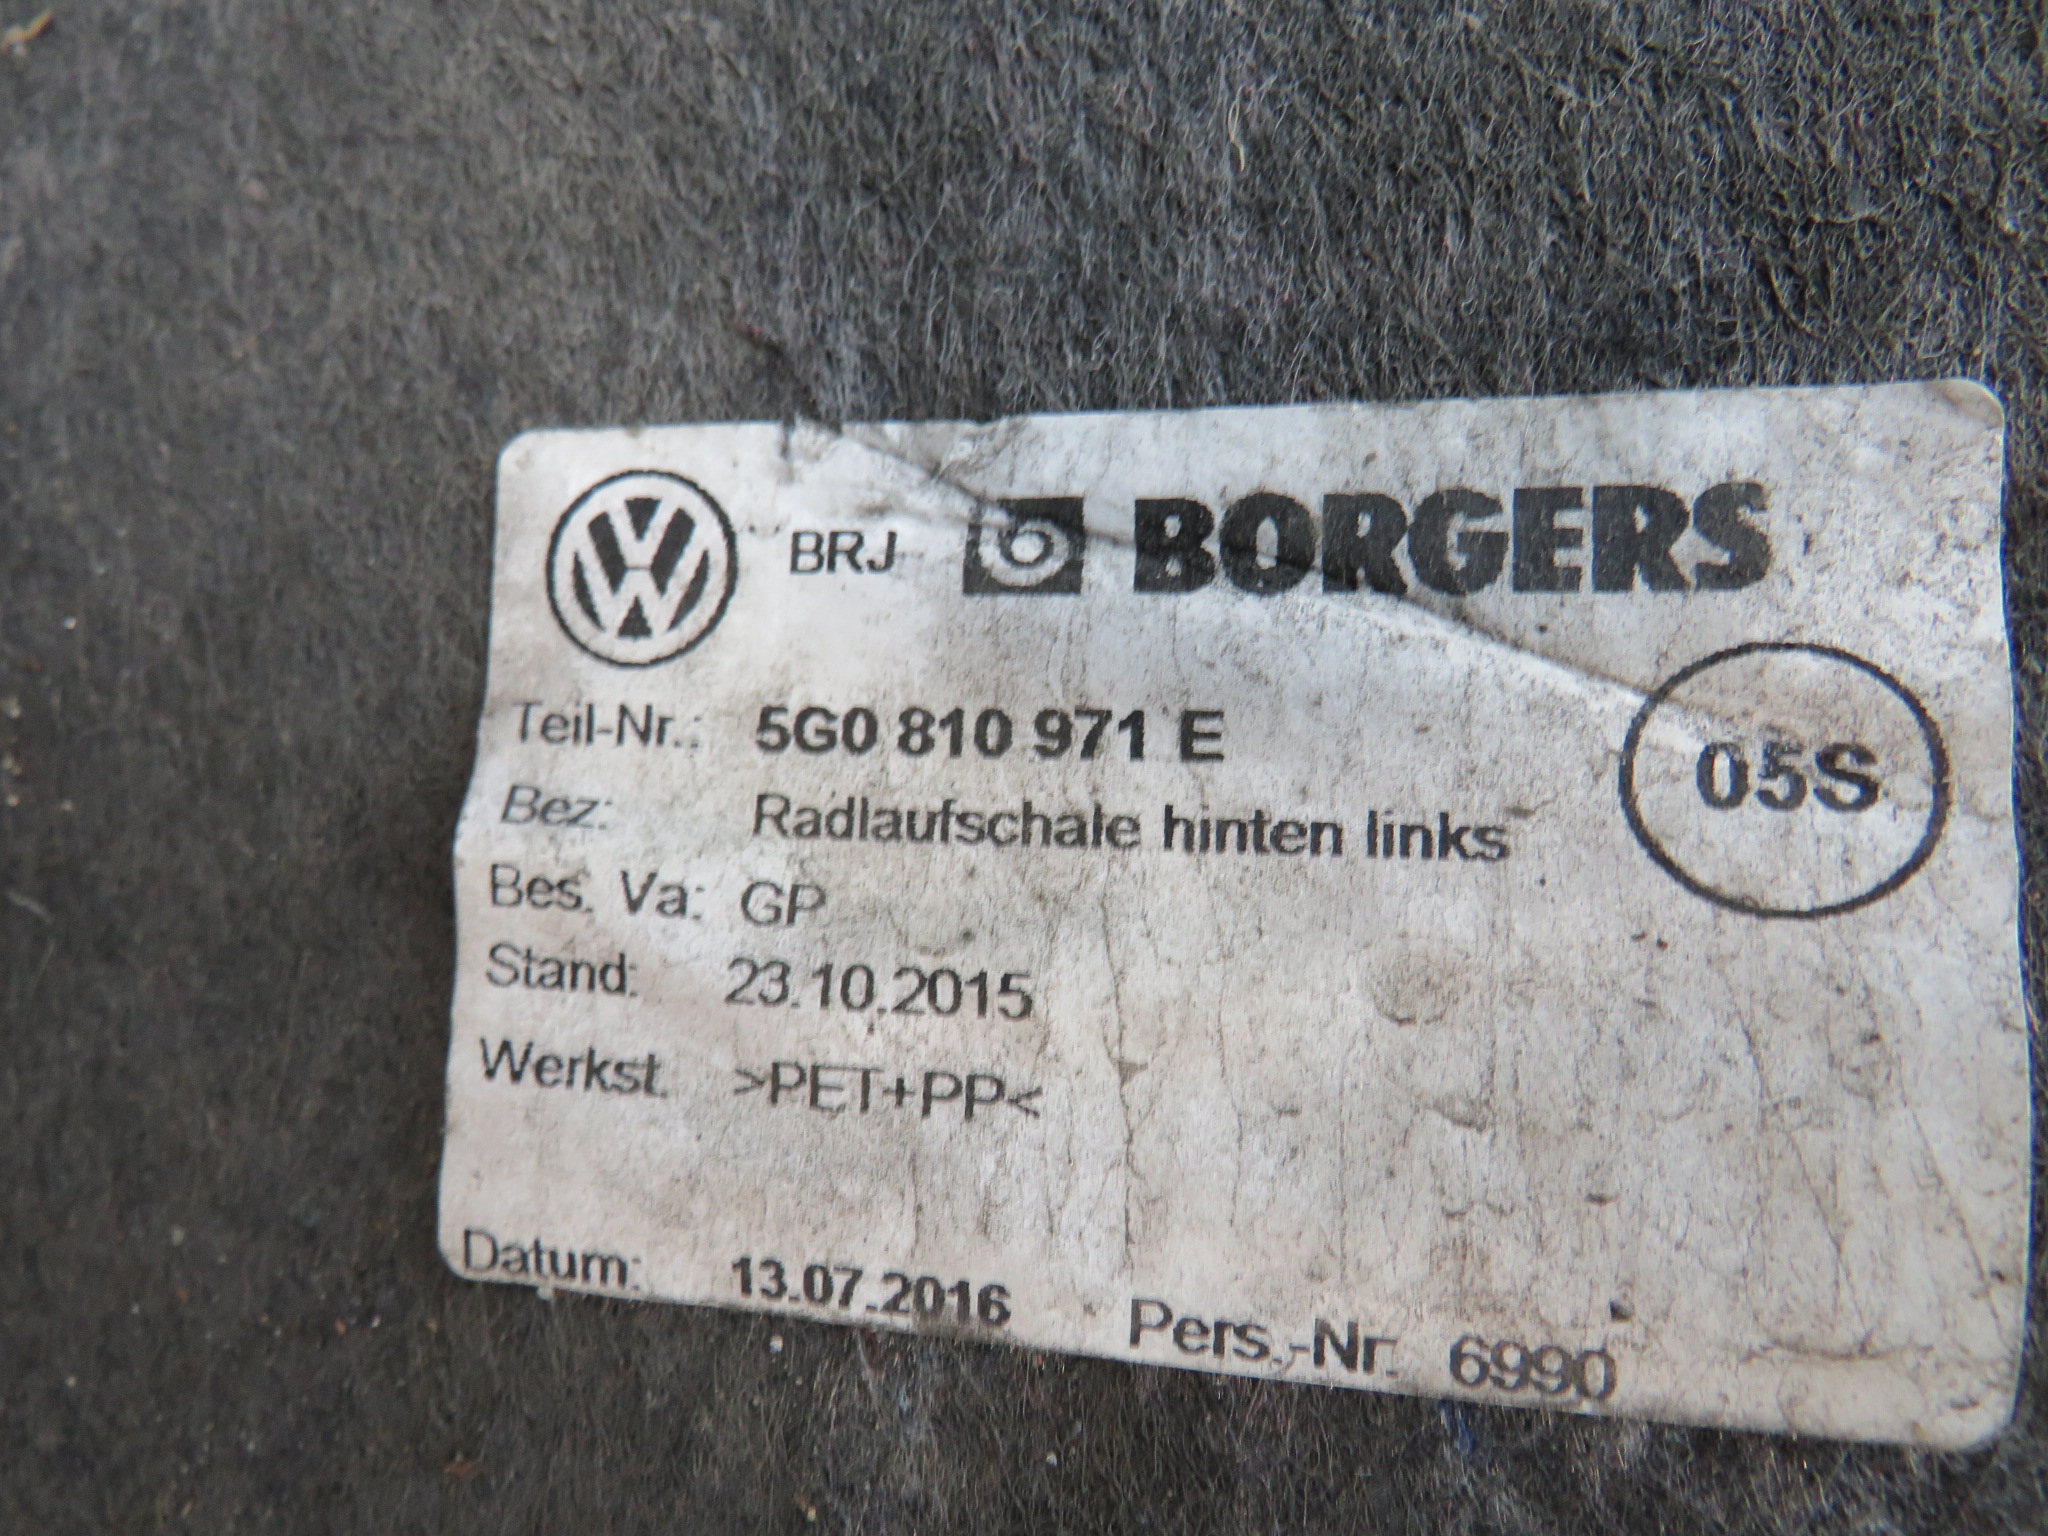 BRJ BORGERS
Teil-Nr.: 5G0 810 971 E
05S
Bez: Radlaufschale hinten links
Bes. Va: GP
Stand: 23.10.2015
Werkst. >PET+PP<
Datum: 13.07.2016 Pers.-Nr. 6990